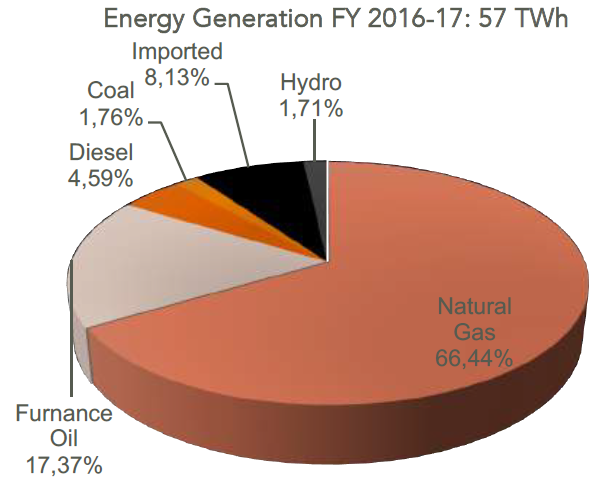 Energy Generation FY 2016-17: 57 TWh
Imported
8,13%
Hydro
1,71%
Coal
1,76%
Diesel
4,59%
Natural
Gas
66,44%
Furnance
Oil
17,37%